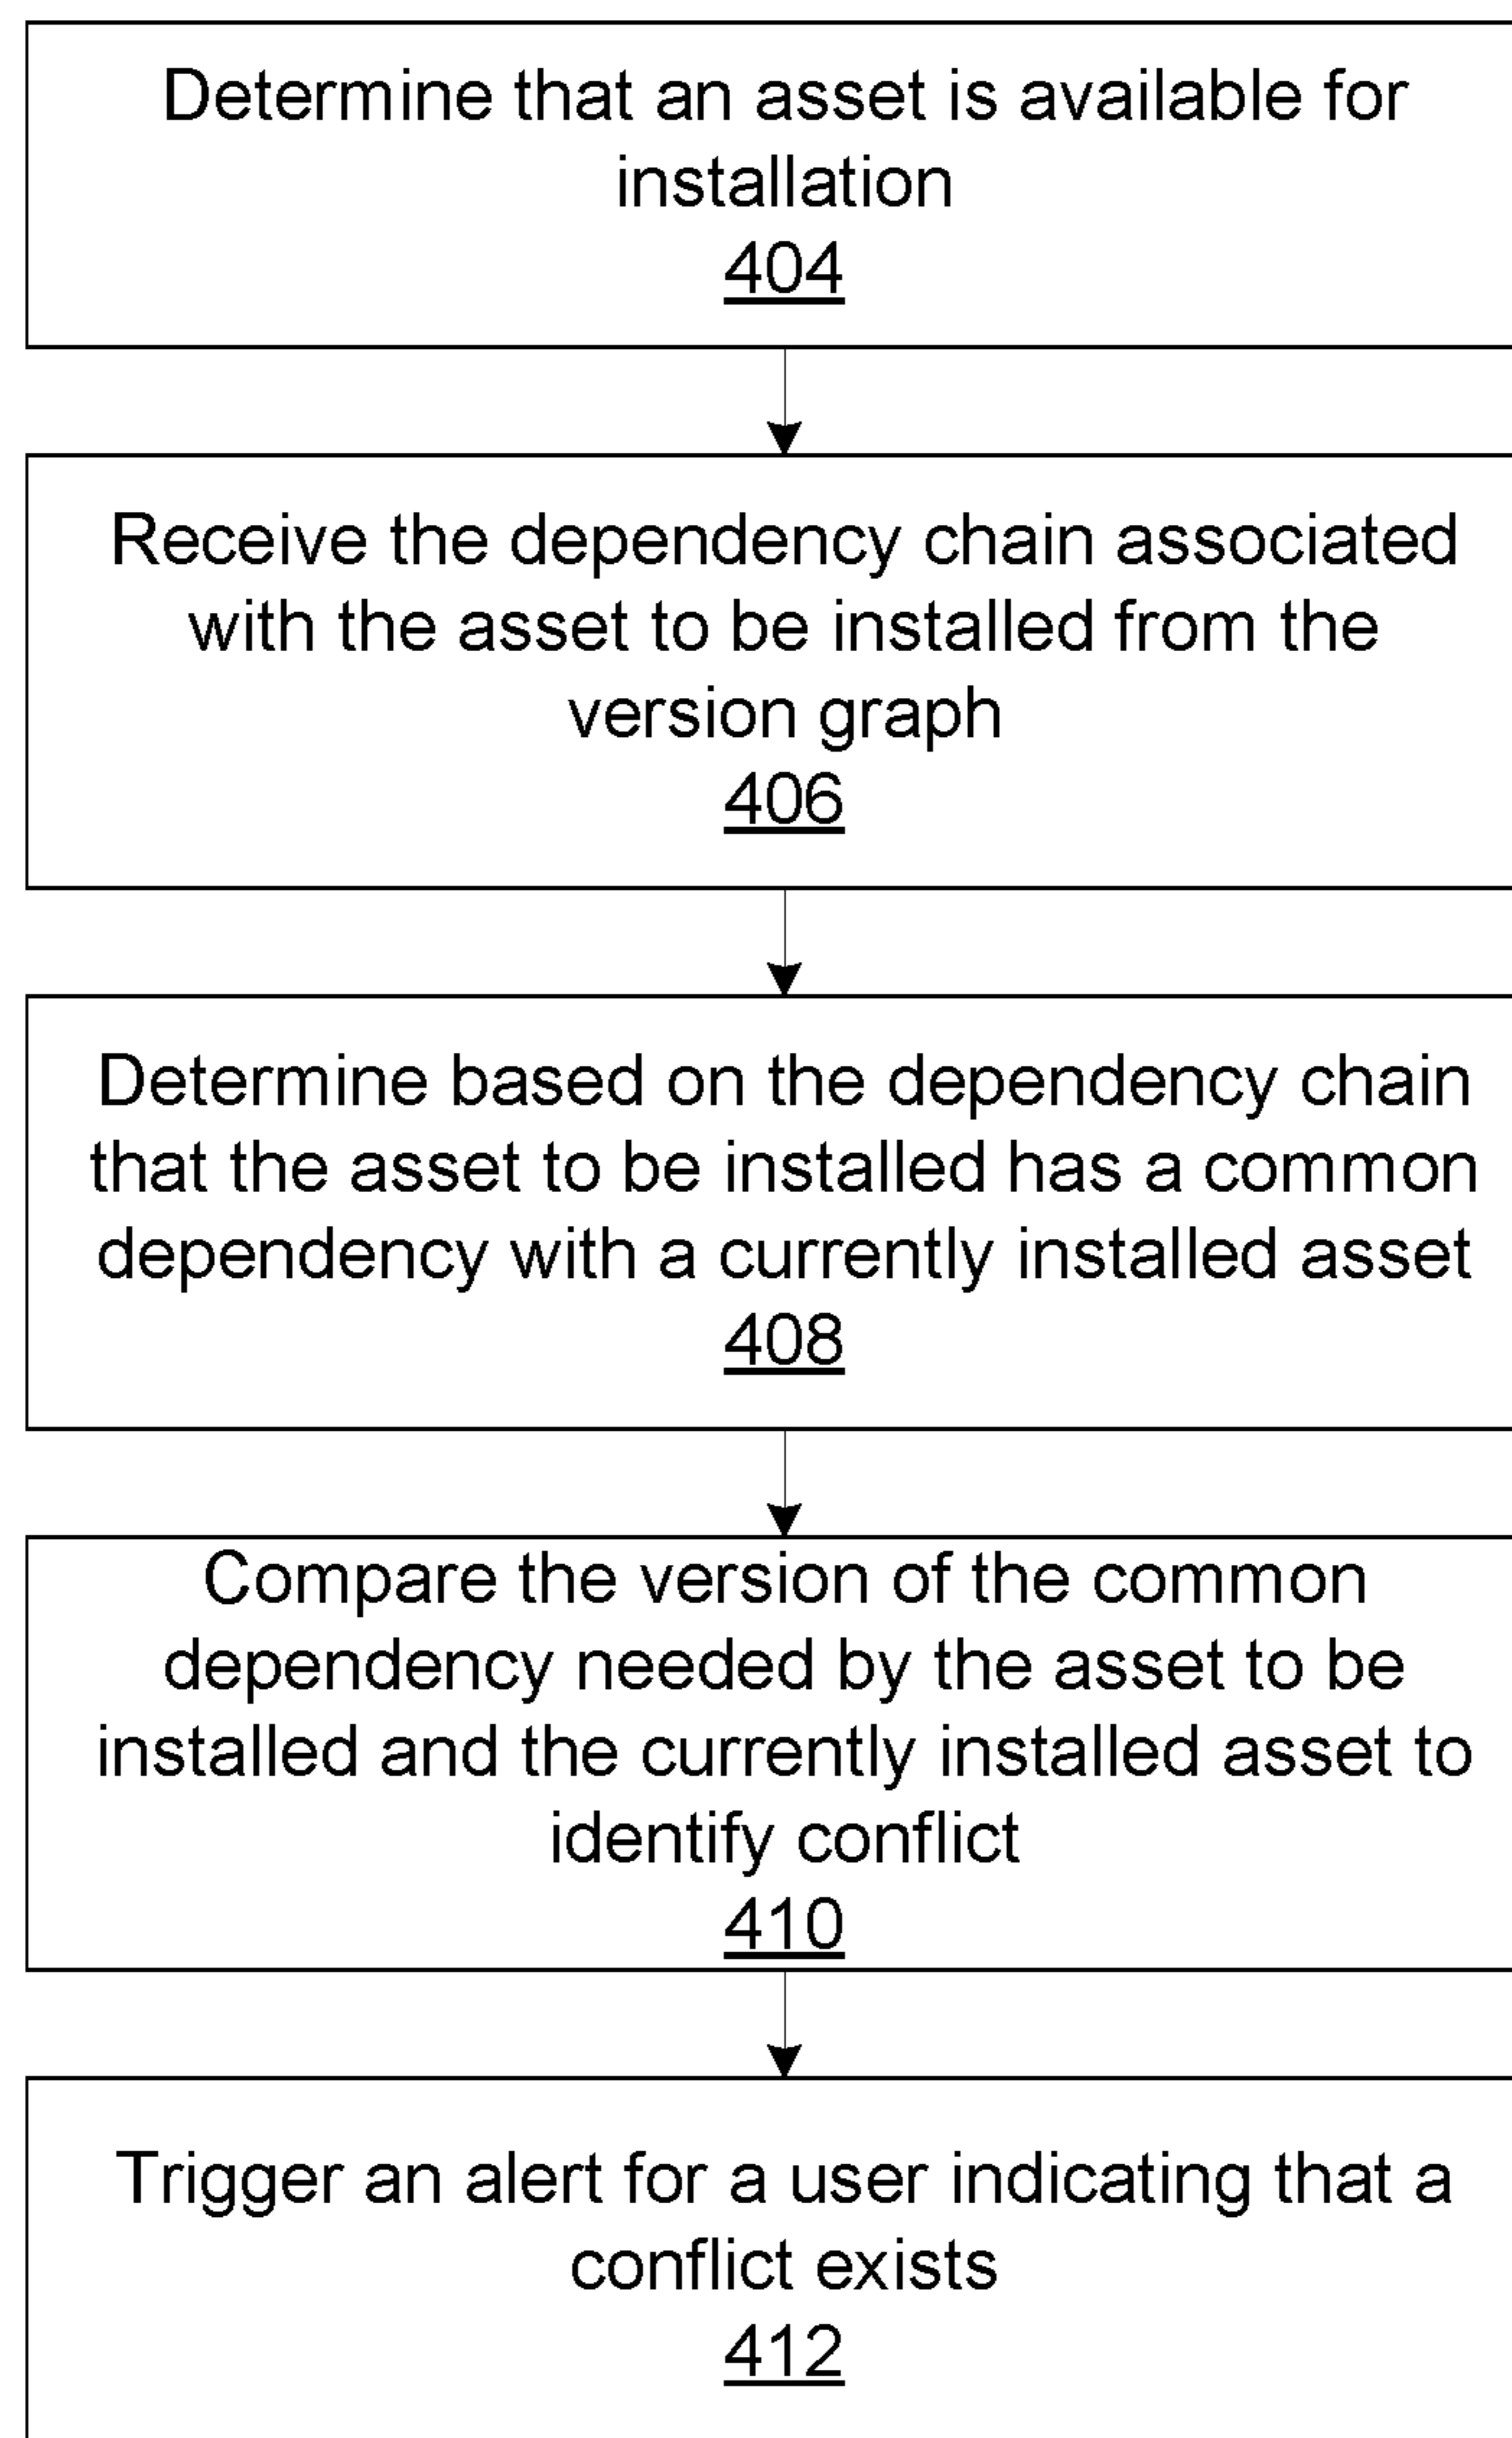 Determine that an asset is available for
installation
404
Receive the dependency chain associated
with the asset to be installed from the
version graph
406
Determine based on the dependency chain
that the asset to be installed has a common
dependency with a currently installed asset
408
Compare the version of the common
dependency needed by the asset to be
installed and the currently installed asset to
identify conflict
410
Trigger an alert for a user indicating that a
conflict exists
412